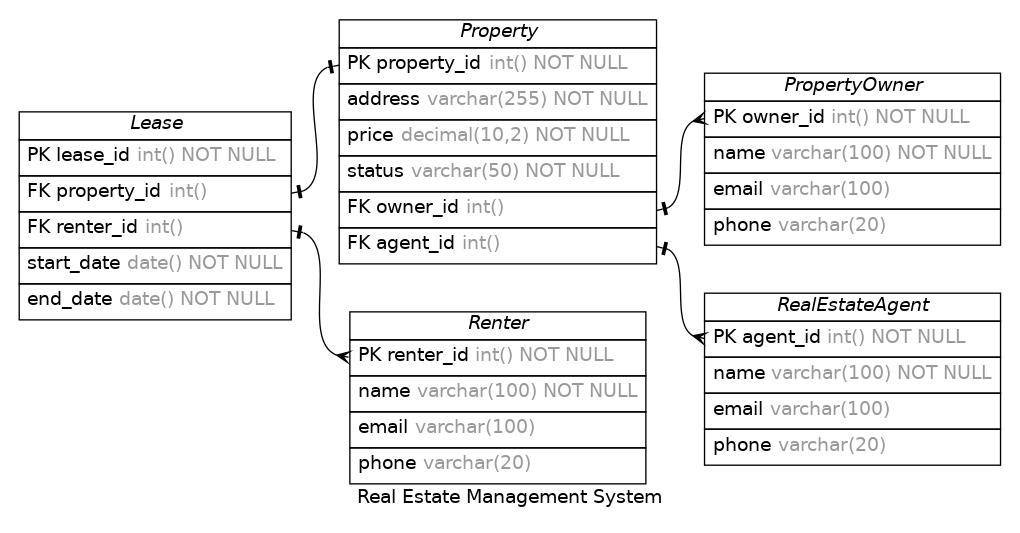 Lease
PK lease_id int() NOT NULL
FK property_id int()
FK renter_id int()
start_date date() NOT NULL
end_date date() NOT NULL
Property
PK property_id int() NOT NULL
address varchar(255) NOT NULL
price decimal(10,2) NOT NULL
status varchar(50) NOT NULL
FK owner_id int()
FK agent_id int()
Renter
PK renter_id int() NOT NULL
name varchar(100) NOT NULL
email varchar(100)
phone varchar(20)
PropertyOwner
PK owner_id int() NOT NULL
name varchar(100) NOT NULL
email varchar(100)
phone varchar(20)
RealEstateAgent
PK agent_id int() NOT NULL
name varchar(100) NOT NULL
email varchar(100)
phone varchar(20)
Real Estate Management System